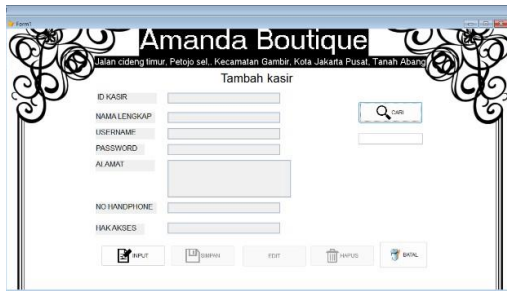 Form7
Amanda Boutique
Jalan cideng timur, Petojo sel,. Kecamatan Gambir, Kota Jakarta Pusat, Tanah Abang
Tambah kasir
ID KASIR
CARI
NAMA LENGKAP
USERNAME
PASSWORD
ALAMAT
NO HANDPHONE
HAK AKSES
INPUT SIMPAN EDIT HAPUS BATAL